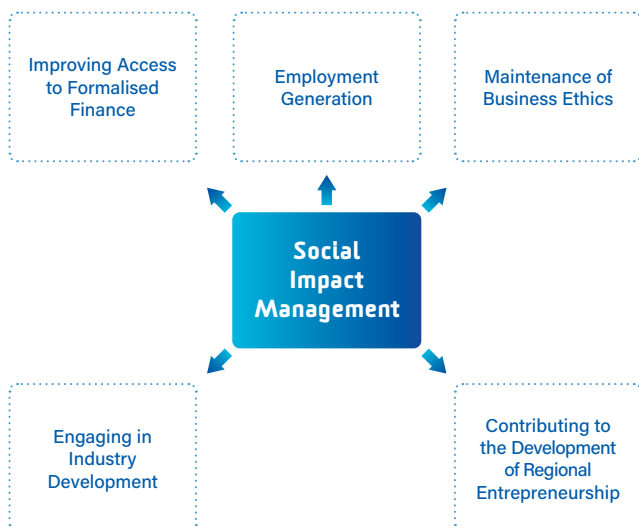 Improving Access
to Formalised
Finance
Employment
Generation
Maintenance of
Business Ethics
Social
Impact
Management
Engaging in
Industry
Development
Contributing to
the Development
of Regional
Entrepreneurship